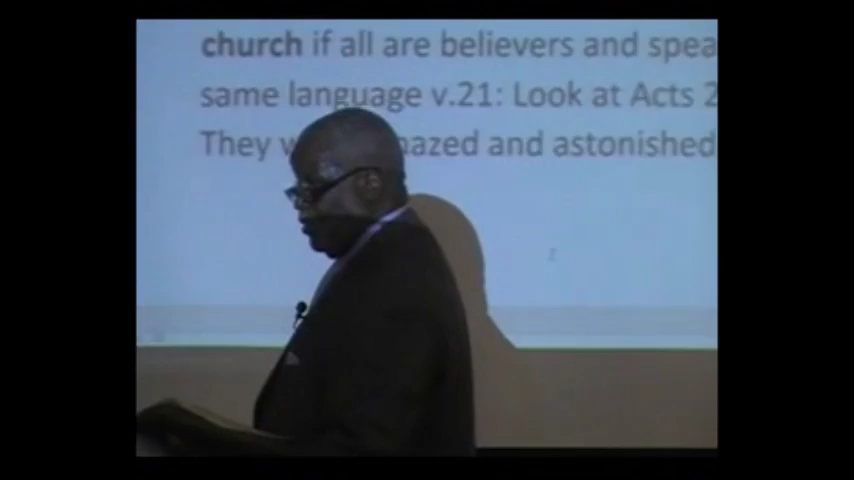 church if all are believers and spea
same language v.21: Look at Acts 2
They w mazed and astonished